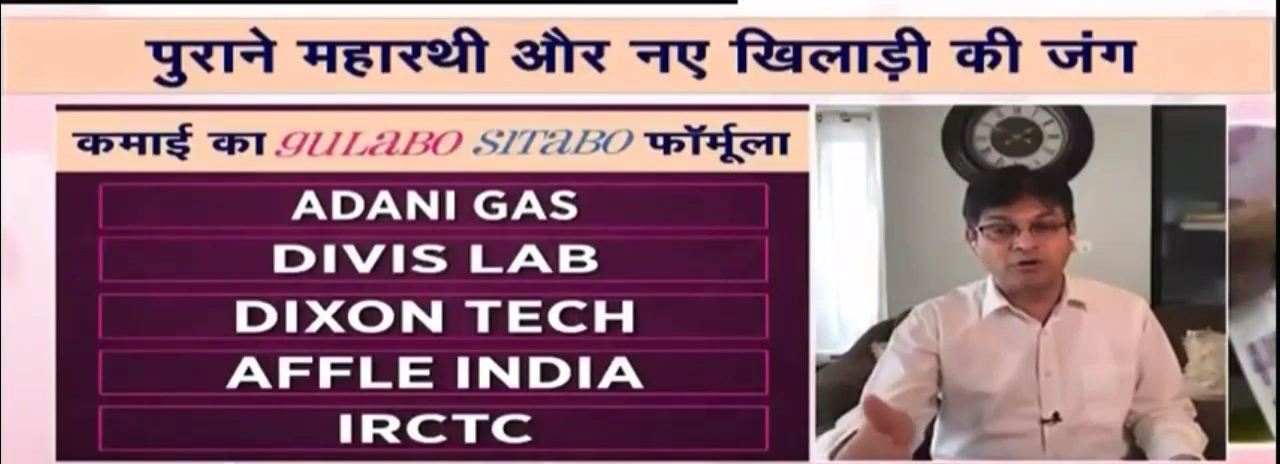 पुराने महारथी और नए खिलाड़ी की जंग
कमाई का GULABO SITABO फॉर्मूला
ADANI GAS
DIVIS LAB
DIXON TECH
AFFLE INDIA
IRCTC